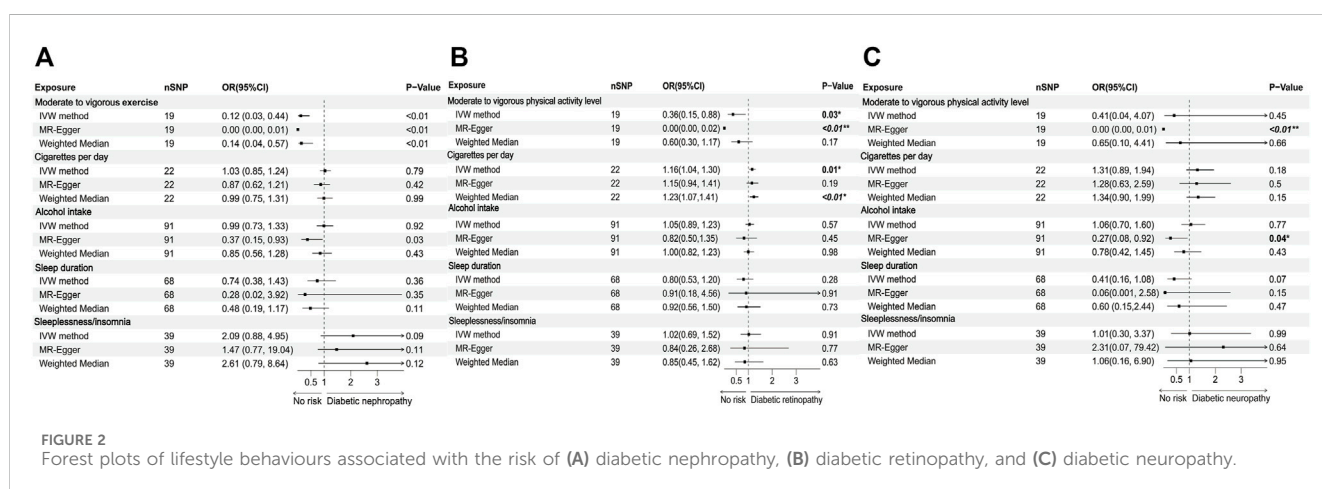 A
Exposure nSNP OR(95%CI) P-Value
Moderate to vigorous exercise
IVW method 19 0.12 (0.03, 0.44) <0.01
MR-Egger 19 0.00 (0.00, 0.01) <0.01
Weighted Median 19 0.14 (0.04, 0.57) <0.01
Cigarettes per day
IVW method 22 1.03 (0.85, 1.24) 0.79
MR-Egger 22 0.87 (0.62, 1.21) 0.42
Weighted Median 22 0.99 (0.75, 1.31) 0.99
Alcohol intake
IVW method 91 0.99 (0.73, 1.33) 0.92
MR-Egger 91 0.37 (0.15, 0.93) 0.03
Weighted Median 91 0.85 (0.56, 1.28) 0.43
Sleep duration
IVW method 68 0.74 (0.38, 1.43) 0.36
MR-Egger 68 0.28 (0.02, 3.92) 0.35
Weighted Median 68 0.48 (0.19, 1.17) 0.11
Sleeplessness/insomnia
IVW method 39 2.09 (0.88, 4.95) 0.09
MR-Egger 39 1.47 (0.77, 19.04) 0.11
Weighted Median 39 2.61 (0.79, 8.64) 0.12
0.5 1 2 3
No risk Diabetic nephropathy
B
Exposure nSNP OR(95%CI) P-Value
Moderate to vigorous physical activity level
IVW method 19 0.36(0.15, 0.88) 0.03*
MR-Egger 19 0.00(0.00, 0.02) <0.01**
Weighted Median 19 0.60(0.30, 1.17) 0.17
Cigarettes per day
IVW method 22 1.16(1.04, 1.30) 0.01*
MR-Egger 22 1.15(0.94, 1.41) 0.19
Weighted Median 22 1.23(1.07,1.41) <0.01*
Alcohol intake
IVW method 91 1.05(0.89, 1.23) 0.57
MR-Egger 91 0.82(0.50,1.35) 0.45
Weighted Median 91 1.00(0.82, 1.23) 0.98
Sleep duration
IVW method 68 0.80(0.53, 1.20) 0.28
MR-Egger 68 0.91(0.18, 4.56) 0.91
Weighted Median 68 0.92(0.56, 1.50) 0.73
Sleeplessness/insomnia
IVW method 39 1.02(0.69, 1.52) 0.91
MR-Egger 39 0.84(0.26, 2.68) 0.77
Weighted Median 39 0.85(0.45, 1.62) 0.63
0.5 1 2 3
No risk Diabetic retinopathy
C
Exposure nSNP OR(95%CI) P-Value
Moderate to vigorous physical activity level
IVW method 19 0.41(0.04, 4.07) 0.45
MR-Egger 19 0.00 (0.00, 0.01) <0.01**
Weighted Median 19 0.65(0.10, 4.41) 0.66
Cigarettes per day
IVW method 22 1.31(0.89, 1.94) 0.18
MR-Egger 22 1.28(0.63, 2.59) 0.5
Weighted Median 22 1.34(0.90, 1.99) 0.15
Alcohol intake
IVW method 91 1.06(0.70, 1.60) 0.77
MR-Egger 91 0.27(0.08, 0.92) 0.04*
Weighted Median 91 0.78(0.42, 1.45) 0.43
Sleep duration
IVW method 68 0.41(0.16, 1.08) 0.07
MR-Egger 68 0.06(0.001, 2.58) 0.15
Weighted Median 68 0.60 (0.15,2.44) 0.47
Sleeplessness/insomnia
IVW method 39 1.01(0.30, 3.37) 0.99
MR-Egger 39 2.31(0.07, 79.42) 0.64
Weighted Median 39 1.06(0.16, 6.90) 0.95
0.5 1 2 3
No risk Diabetic neuropathy
FIGURE 2
Forest plots of lifestyle behaviours associated with the risk of (A) diabetic nephropathy, (B) diabetic retinopathy, and (C) diabetic neuropathy.